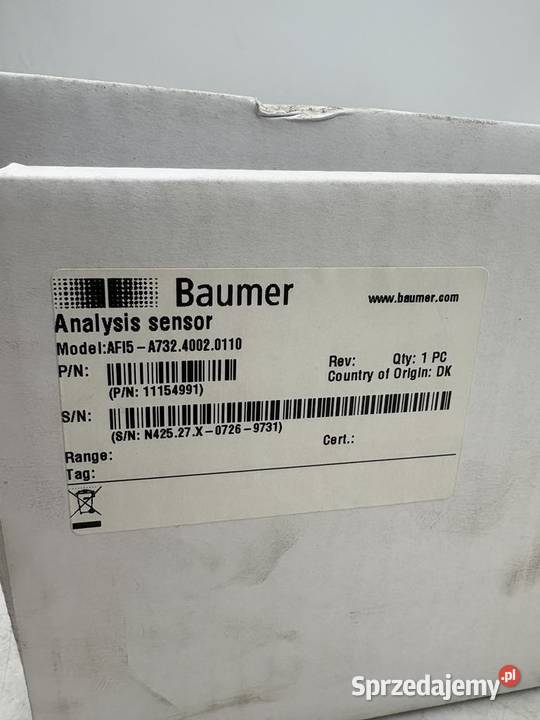 Baumer
www.baumer.com
Analysis sensor
Model:AFI5-A732.4002.0110
P/N:
Rev: Qty: 1 PC
(P/N: 11154991)
Country of Origin: DK
S/N:
(S/N: N425.27.X-0726-9731)
Cert.:
Range:
Tag:
Sprzedajemy.pl